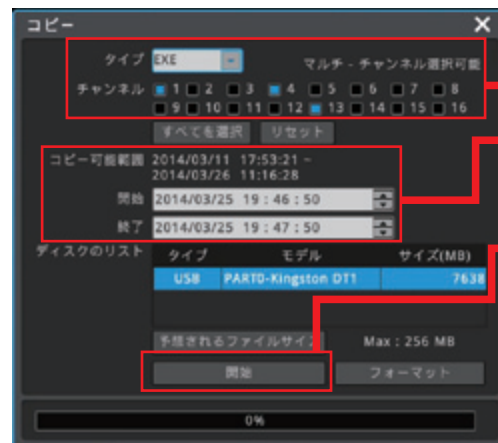 コピー ×
タイプ EXE マルチ - チャンネル選択可能
チャンネル 1 2 3 4 5 6 7 8
9 10 11 12 13 14 15 16
すべてを選択 リセット
コピー可能範囲 2014/03/11 17:53:21 ~
2014/03/26 11:16:28
開始 2014/03/25 19 : 46 : 50
終了 2014/03/25 19 : 47 : 50
ディスクのリスト タイプ モデル サイズ(MB)
USB PART0-Kingston DT1 7638
予想されるファイルサイズ Max : 256 MB
開始 フォーマット
0%